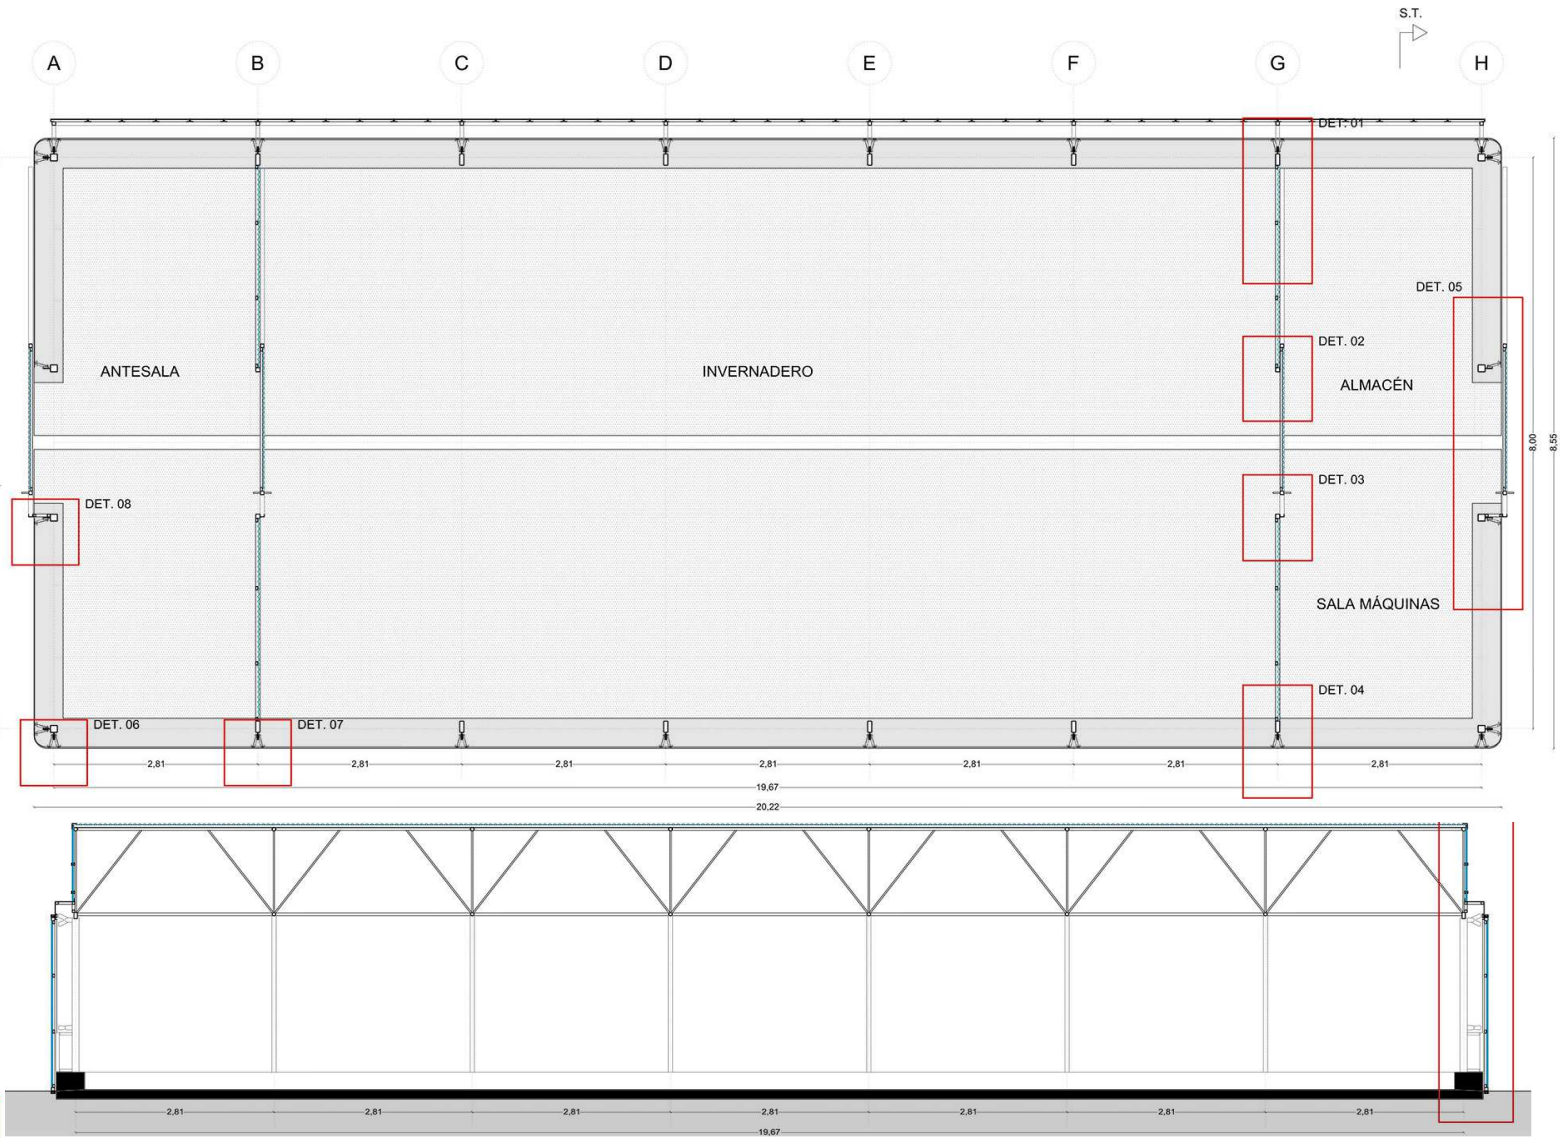 S.T.
A B C D E G F H
DET. 01
DET. 05
DET. 02
ANTESALA
INVERNADERO
ALMACÉN
8,00
8,55
DET. 03
DET. 08
SALA MÁQUINAS
DET. 04
DET. 06
DET. 07
2,81 2,81 2,81 2,81 2,81 2,81 2,81
19,67
20,22
2,81 2,81 2,81 2,81 2,81 2,81 2,81
19,67